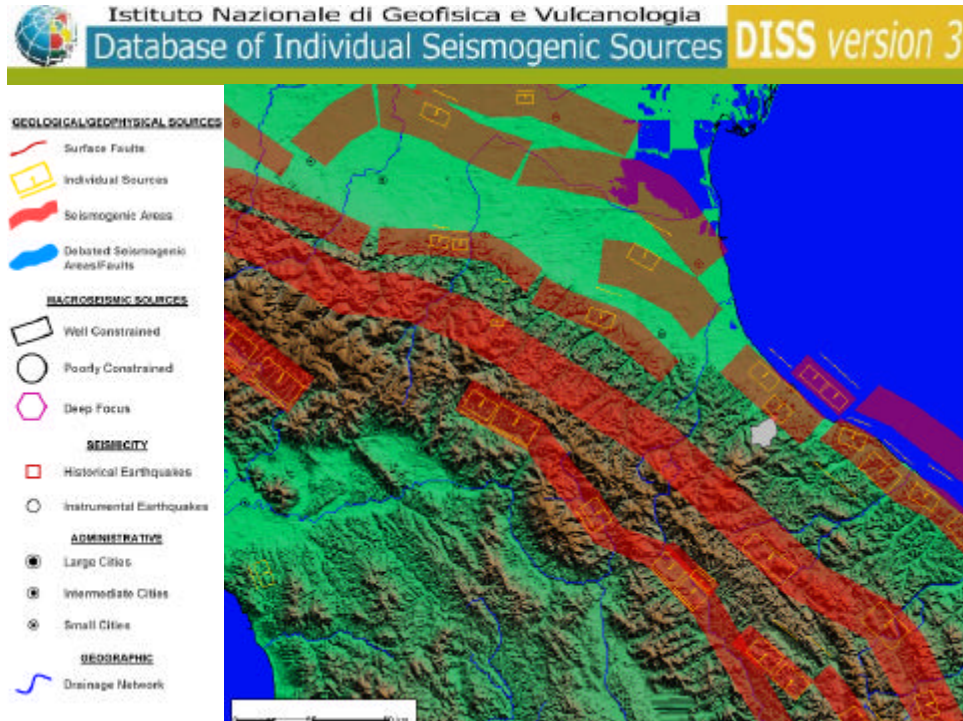 Istituto Nazionale di Geofisica e Vulcanologia
Database of Individual Seismogenic Sources DISS version 3
GEOLOGICAL/GEOPHYSICAL SOURCES
Surface Faults
Individual Sources
Seismogenic Areas
Debated Seismogenic
Areas/Faults
MACROSEISMIC SOURCES
Well Constrained
Poorly Constrained
Deep Focus
SEISMICITY
Historical Earthquakes
Instrumental Earthquakes
ADMINISTRATIVE
Large Cities
Intermediate Cities
Small Cities
GEOGRAPHIC
Drainage Network